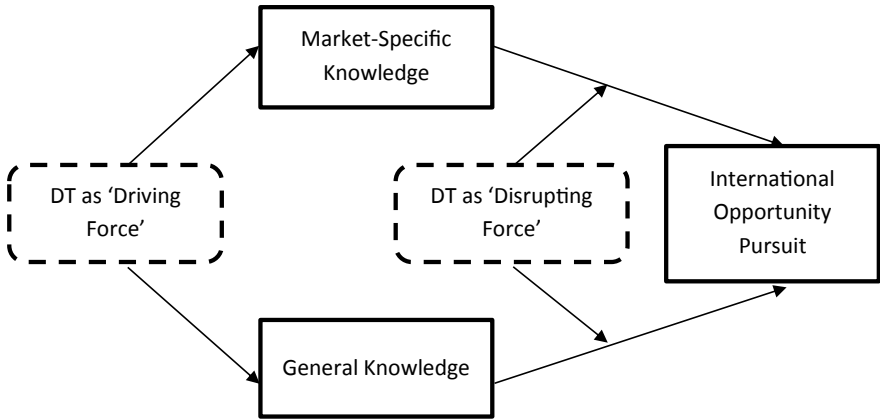 Market-Specific
Knowledge
DT as ‘Driving
Force’
DT as ‘Disrupting
Force’
International
Opportunity
Pursuit
General Knowledge